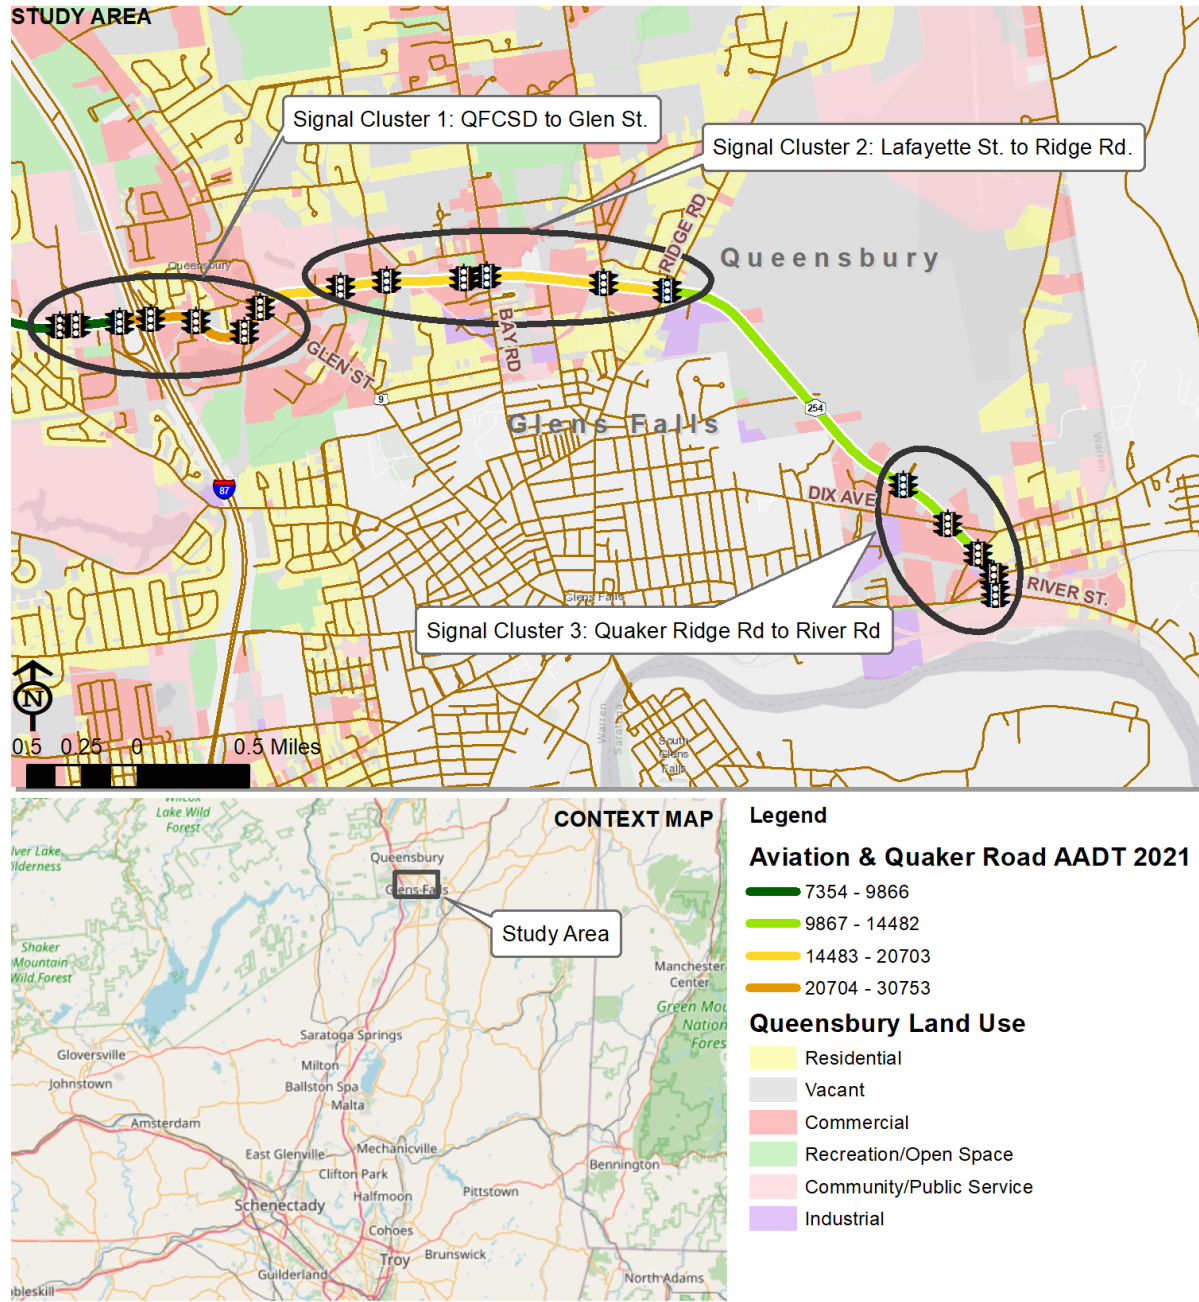 STUDY AREA
Signal Cluster 1: QFCSD to Glen St.
Signal Cluster 2: Lafayette St. to Ridge Rd.
RIDGE RD
Queensbury
Queensbury
BAY RD
GLEN ST
9
Glens Falls
254
87
DIX AVE
Warren
Glens Falls
RIVER ST.
Signal Cluster 3: Quaker Ridge Rd to River Rd
N
Warren
Saratoga
South
Glens
Falls
0.5 0.25 0 0.5 Miles
CONTEXT MAP
Wilcox
Lake Wild
Forest
Queensbury
Glens Falls
Study Area
Shaker
Mountain
Wild Forest
Manchester
Center
Saratoga Springs
Gloversville
Milton
Johnstown
Ballston Spa
Malta
Amsterdam
East Glenville
Mechanicville
Clifton Park
Bennington
Halfmoon
Pittstown
Schenectady
Cohoes
Troy
Brunswick
Guilderland
North Adams
Legend
Aviation & Quaker Road AADT 2021
7354 - 9866
9867 - 14482
14483 - 20703
20704 - 30753
Queensbury Land Use
Residential
Vacant
Commercial
Recreation/Open Space
Community/Public Service
Industrial